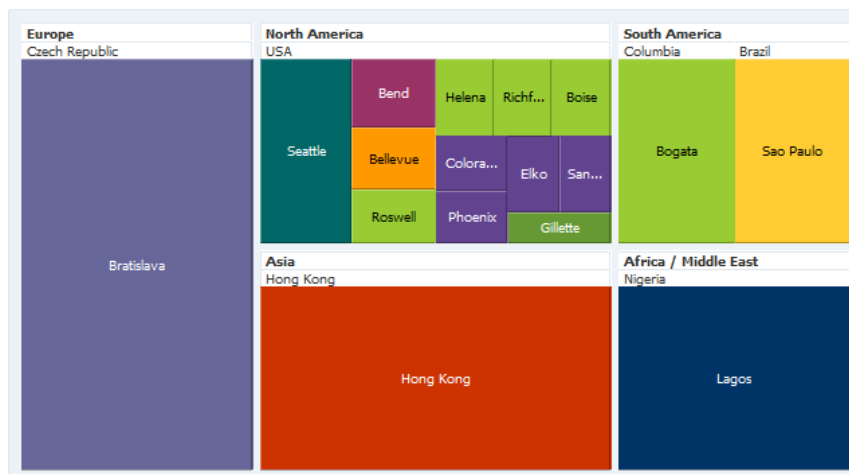 Europe
Czech Republic
Bratislava
North America
USA
Seattle
Bend
Bellevue
Roswell
Helena
Richf...
Boise
Colora...
Elko
San...
Phoenix
Gillette
South America
Columbia
Brazil
Bogata
Sao Paulo
Asia
Hong Kong
Hong Kong
Africa / Middle East
Nigeria
Lagos